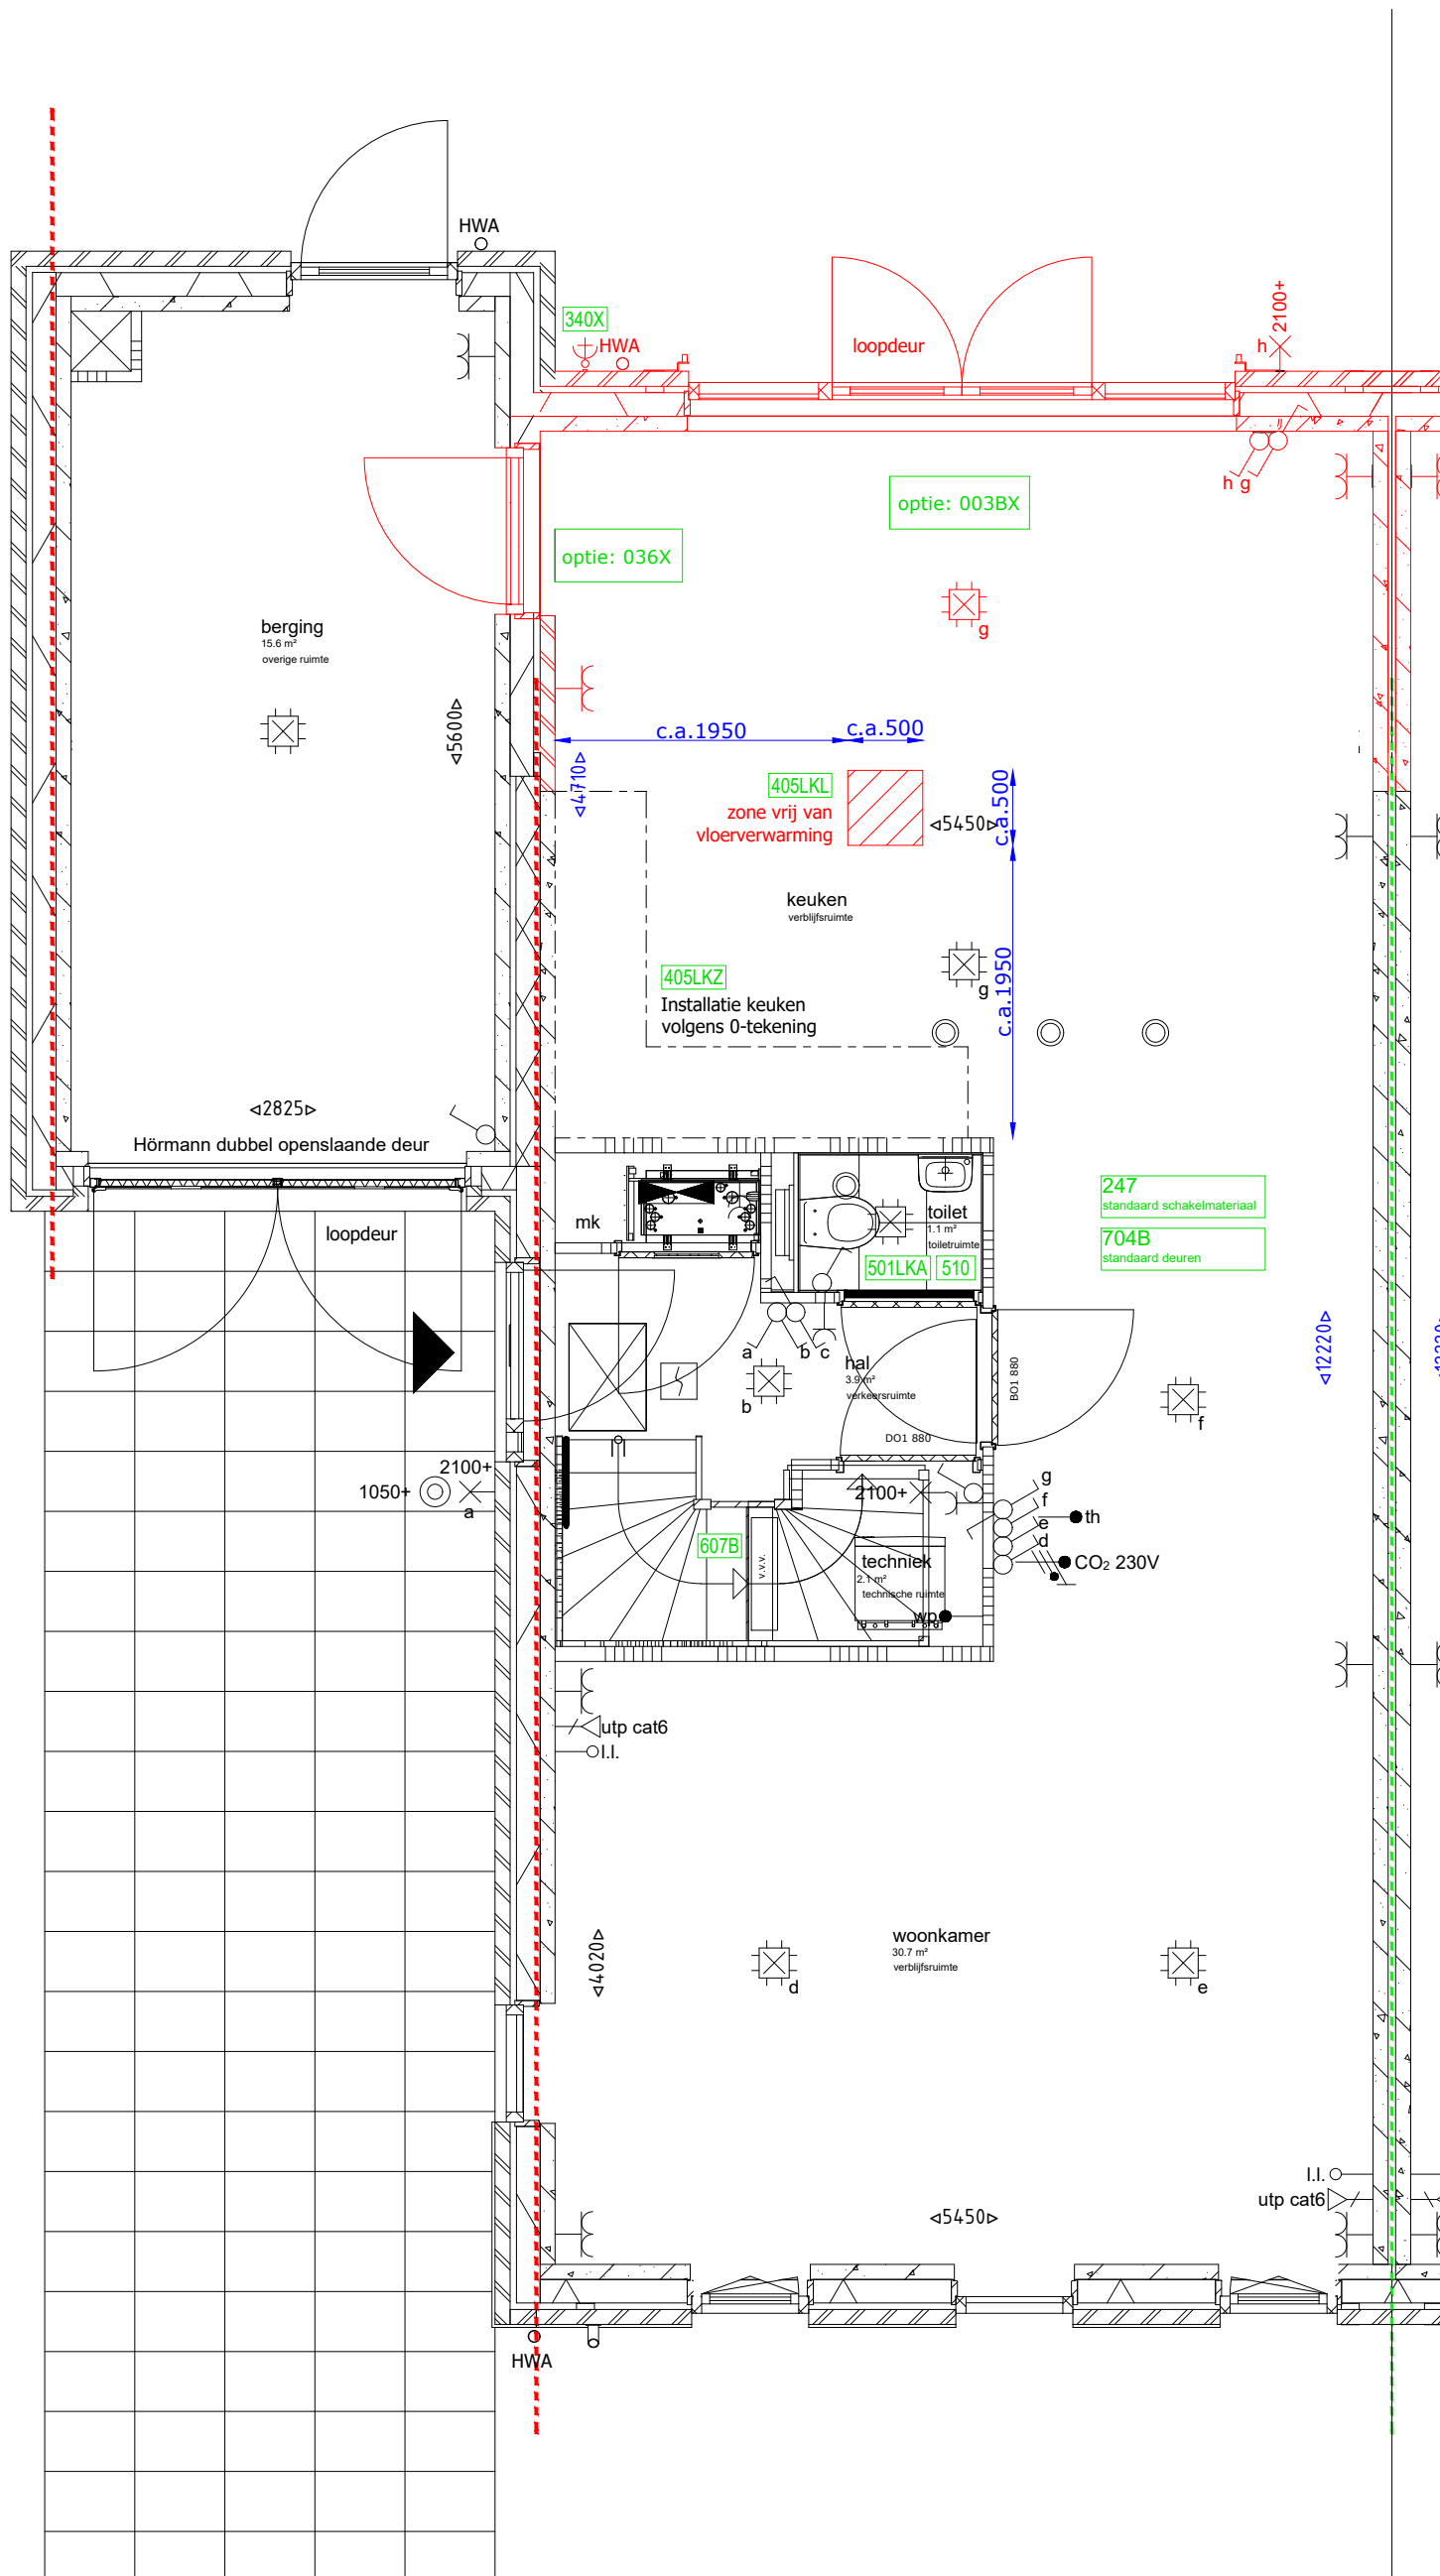 HWA
340X
HWA
loopdeur
h
2100+
h g
optie: 003BX
optie: 036X
g
berging
15.6 m²
overige ruimte
5600
c.a.1950
c.a.500
4710
405LKL
zone vrij van
vloerverwarming
c.a.500
5450
keuken
verblijfsruimte
g
c.a.1950
405LKZ
Installatie keuken
volgens 0-tekening
2825
Hörmann dubbel openslaande deur
loopdeur
mk
toilet
1.1 m²
toiletruimte
501LKA
510
247
standaard schakelmateriaal
704B
standaard deuren
a
b
c
hal
3.9 m²
verkeersruimte
b
BO1 880
DO1 880
f
12220
12220
1050+
2100+
a
2100+
g
f
e
d
th
CO₂ 230V
607B
v.v.v.
techniek
2.1 m²
technische ruimte
wp
utp cat6
l.l.
woonkamer
30.7 m²
verblijfsruimte
4020
d
e
l.l.
utp cat6
5450
HWA